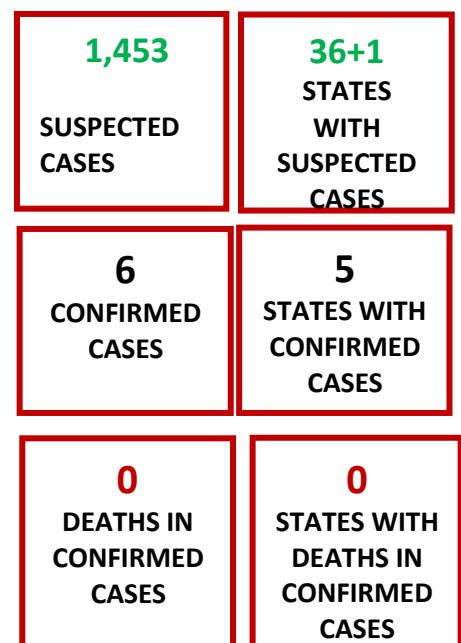 1,453
SUSPECTED
CASES
36+1
STATES
WITH
SUSPECTED
CASES
6
CONFIRMED
CASES
5
STATES WITH
CONFIRMED
CASES
0
DEATHS IN
CONFIRMED
CASES
0
STATES WITH
DEATHS IN
CONFIRMED
CASES